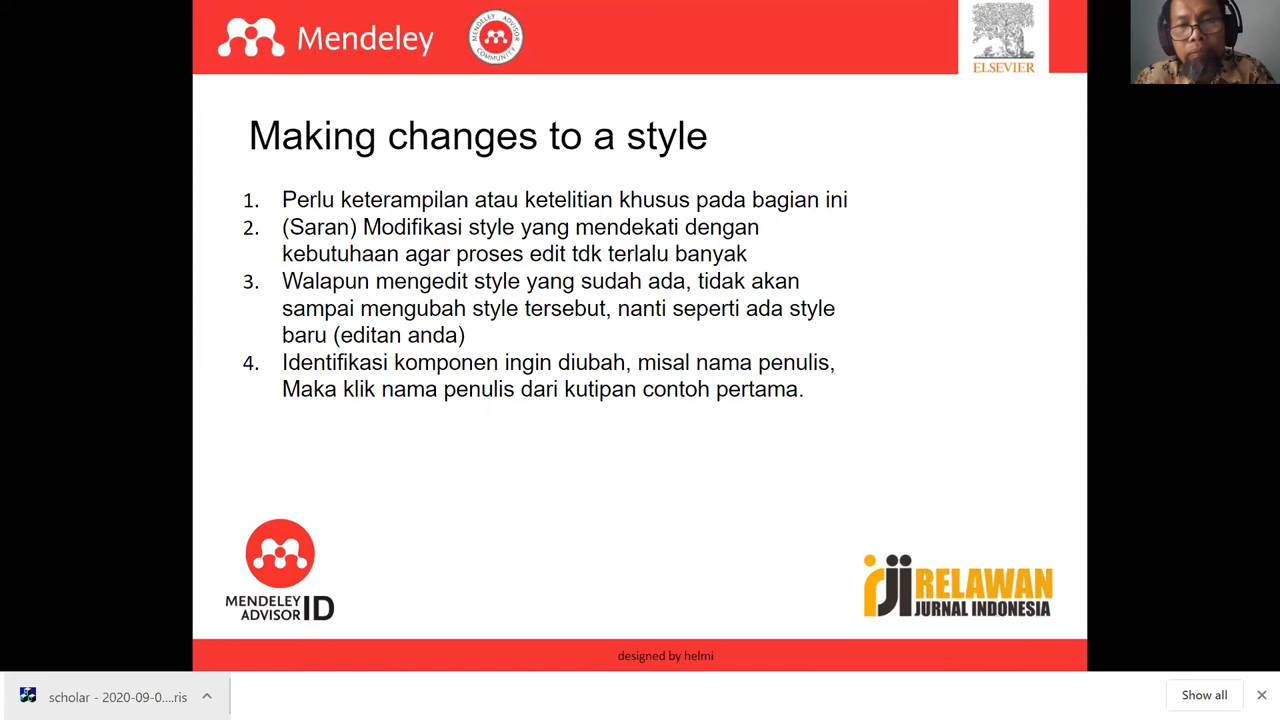 Mendeley
MENDELEY ADVISOR
COMMUNITY
ELSEVIER
Making changes to a style
1. Perlu keterampilan atau ketelitian khusus pada bagian ini
2. (Saran) Modifikasi style yang mendekati dengan
kebutuhaan agar proses edit tdk terlalu banyak
3. Walapun mengedit style yang sudah ada, tidak akan
sampai mengubah style tersebut, nanti seperti ada style
baru (editan anda)
4. Identifikasi komponen ingin diubah, misal nama penulis,
Maka klik nama penulis dari kutipan contoh pertama.
MENDELEY
ADVISOR ID
rji RELAWAN
JURNAL INDONESIA
designed by helmi
scholar - 2020-09-0....ris
Show all